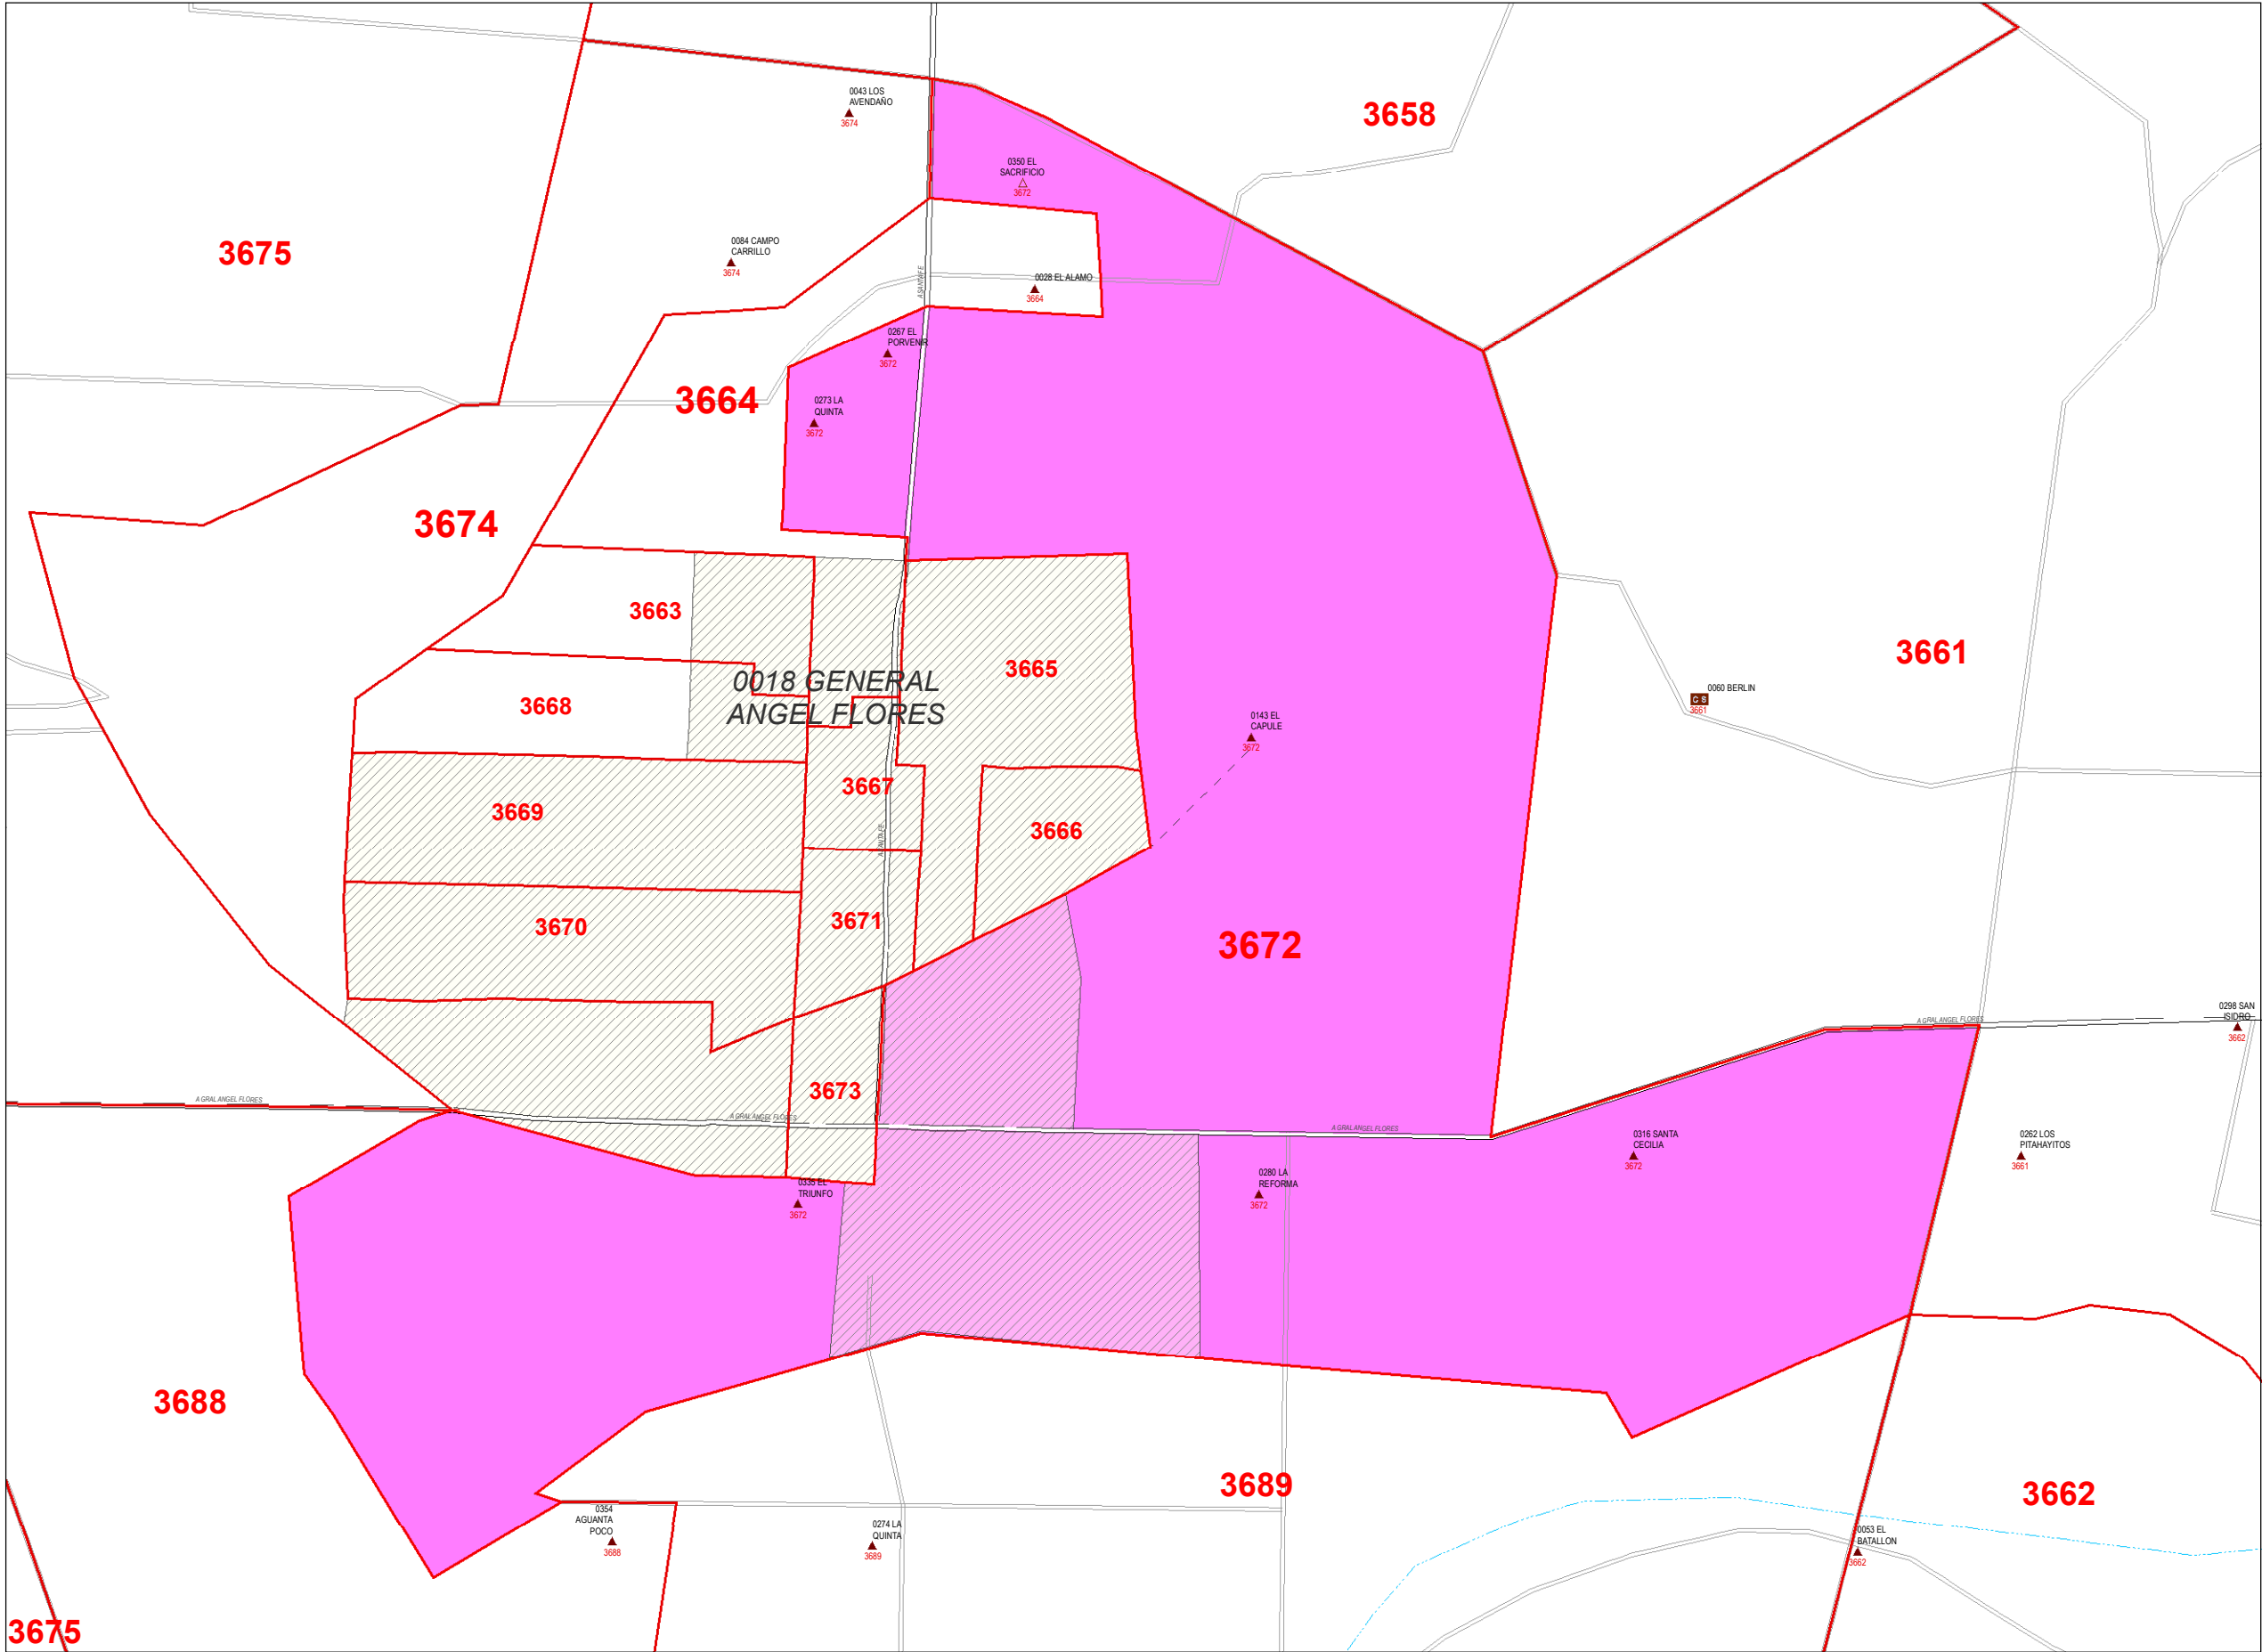 0043 LOS
AVENDAÑO
3674
3658
0350 EL
SACRIFICIO
3672
3675
0084 CAMPO
CARRILLO
3674
A SANTA FE
0028 EL ALAMO
3664
0267 EL
PORVENIR
3672
3664
0273 LA
QUINTA
3672
3674
3663
3661
3665
0018 GENERAL
ANGEL FLORES
3668
0060 BERLIN
C S
3661
0143 EL
CAPULE
3672
3667
3669
3666
A SANTA FE
3670
3671
3672
0298 SAN
ISIDRO
3662
A GRAL ANGEL FLORES
3673
A GRAL ANGEL FLORES
A GRAL ANGEL FLORES
A GRAL ANGEL FLORES
0316 SANTA
CECILIA
3672
0262 LOS
PITAHAYITOS
3661
0280 LA
REFORMA
3672
0335 EL
TRIUNFO
3672
3688
3689
3662
0354
AGUANTA
POCO
3688
0274 LA
QUINTA
3689
0053 EL
BATALLON
3662
3675